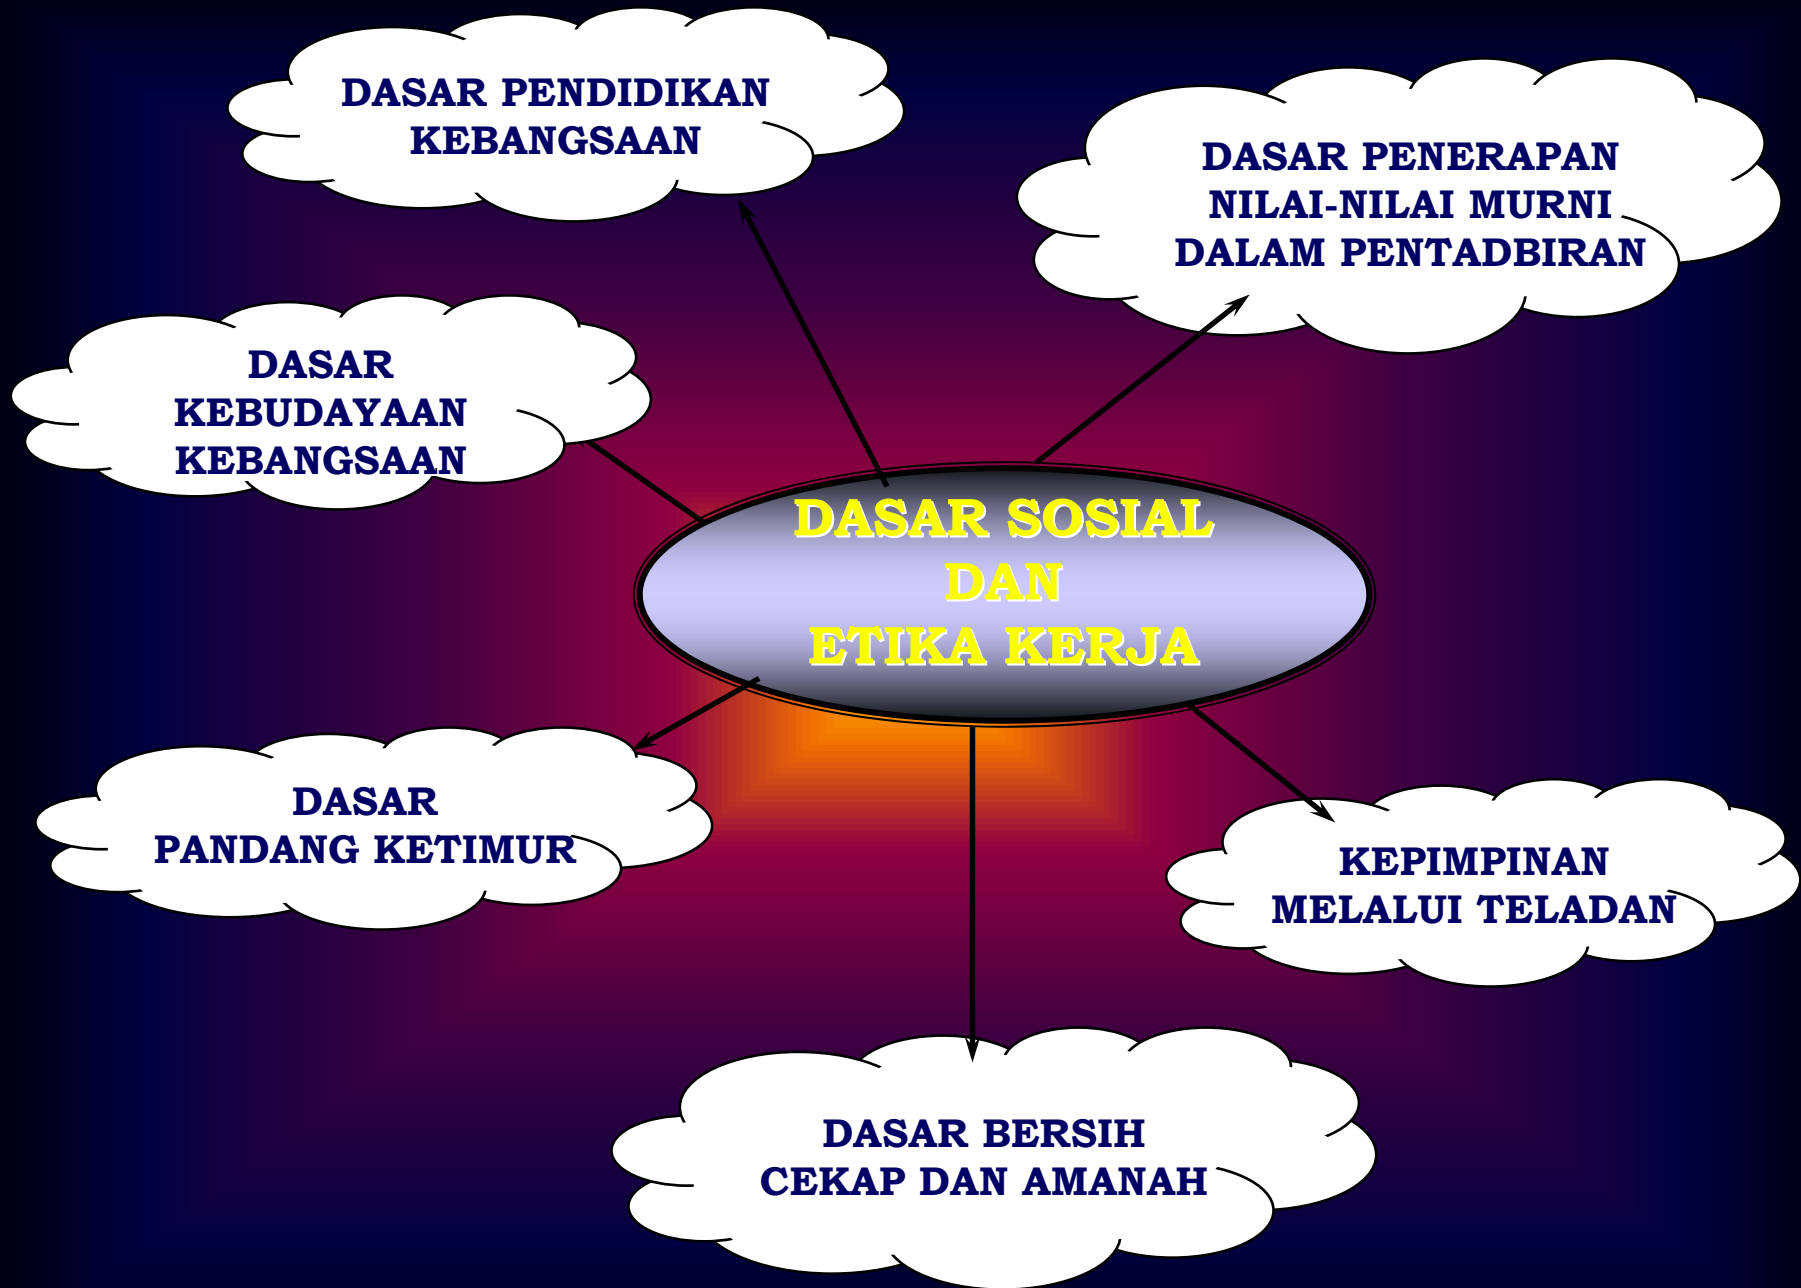 DASAR PENDIDIKAN
KEBANGSAAN
DASAR PENERAPAN
NILAI-NILAI MURNI
DALAM PENTADBIRAN
DASAR
KEBUDAYAAN
KEBANGSAAN
DASAR SOSIAL
DAN
ETIKA KERJA
DASAR
PANDANG KETIMUR
KEPIMPINAN
MELALUI TELADAN
DASAR BERSIH
CEKAP DAN AMANAH